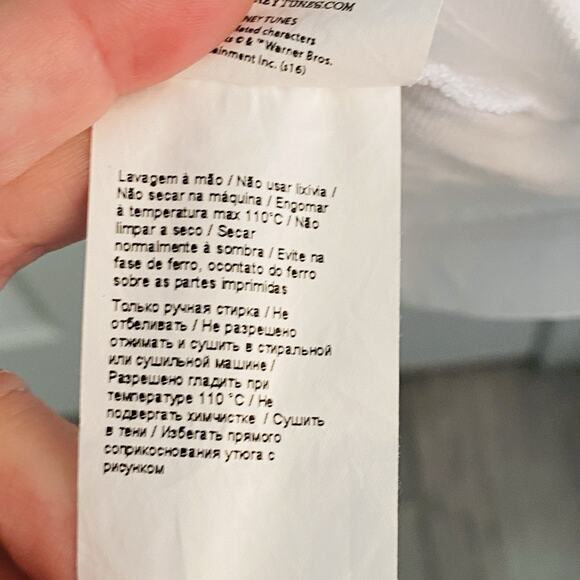 EYTUNES.COM
NEY TUNES
lated characters
s © & ™ Warner Bros.
ainment Inc. (s16)
Lavagem à mão / Não usar lixívia /
Não secar na máquina / Engomar
à temperatura max 110°C / Não
limpar a seco / Secar
normalmente à sombra / Evite na
fase de ferro, ocontato do ferro
sobre as partes imprimidas
Только ручная стирка / Не
отбеливать / Не разрешено
отжимать и сушить в стиральной
или сушильной машине /
Разрешено гладить при
температуре 110 °C / Не
подвергать химчистке / Сушить
в тени / Избегать прямого
соприкоснования утюга с
рисунком